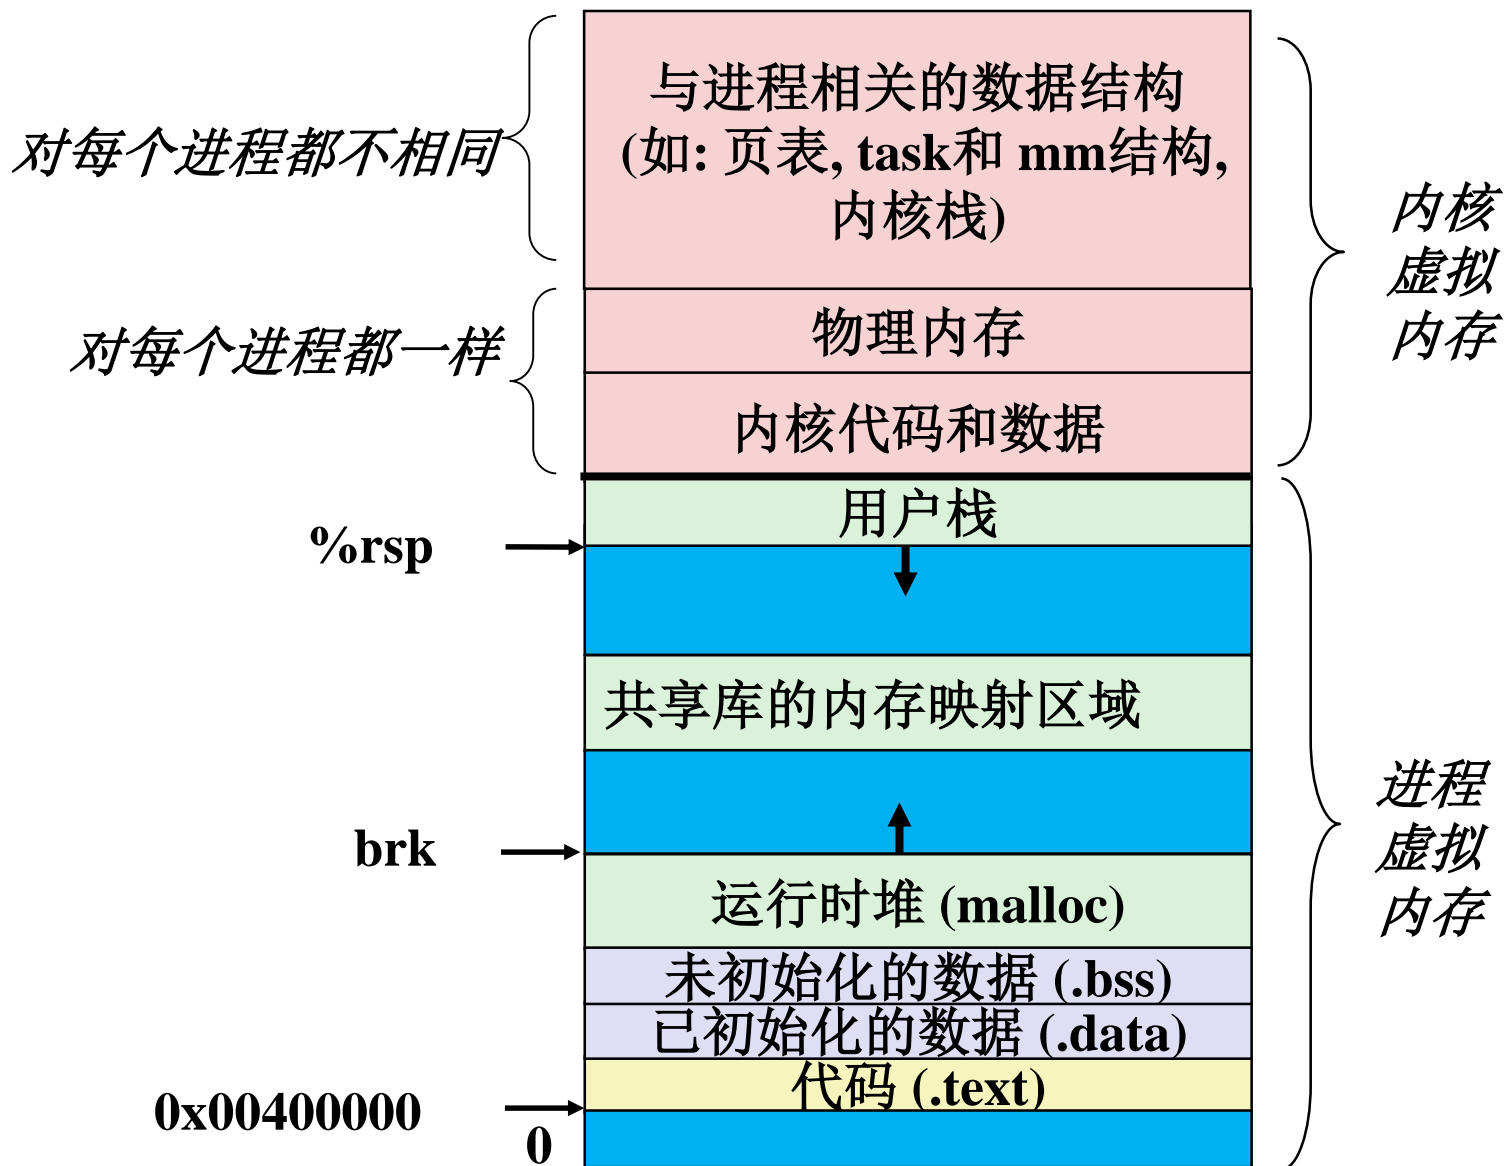 与进程相关的数据结构
(如: 页表, task和 mm结构,
内核栈)
对每个进程都不相同
内核
虚拟
内存
物理内存
对每个进程都一样
内核代码和数据
用户栈
%rsp
共享库的内存映射区域
进程
虚拟
内存
brk
运行时堆 (malloc)
未初始化的数据 (.bss)
已初始化的数据 (.data)
代码 (.text)
0x00400000
0